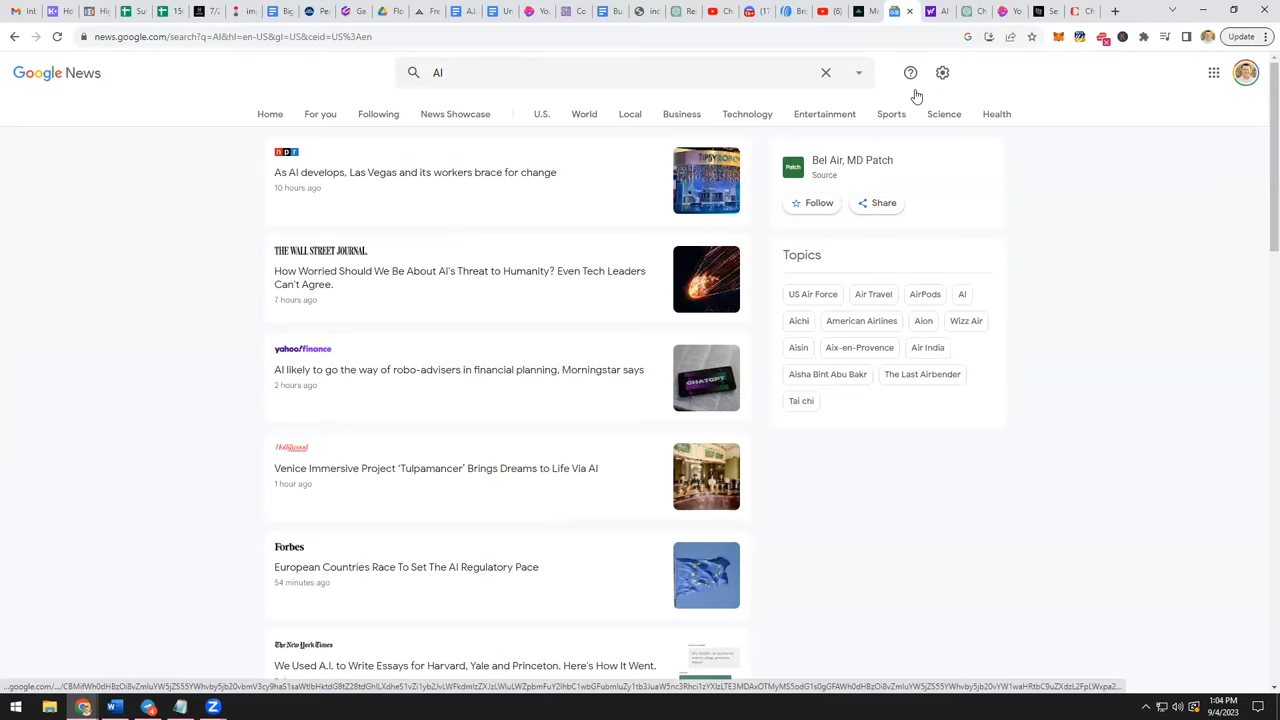 news.google.com/search?q=AI&hl=en-US&gl=US&ceid=US%3Aen
Update
Google News
AI
Home
For you
Following
News Showcase
U.S.
World
Local
Business
Technology
Entertainment
Sports
Science
Health
npr
As AI develops, Las Vegas and its workers brace for change
10 hours ago
THE WALL STREET JOURNAL.
How Worried Should We Be About AI's Threat to Humanity? Even Tech Leaders
Can't Agree.
7 hours ago
yahoo!finance
AI likely to go the way of robo-advisers in financial planning, Morningstar says
2 hours ago
CHATGPT
Hollywood
Venice Immersive Project ‘Tulpamancer’ Brings Dreams to Life Via AI
1 hour ago
Forbes
European Countries Race To Set The AI Regulatory Pace
54 minutes ago
The New York Times
We Used A.I. to Write Essays for Harvard, Yale and Princeton. Here's How It Went.
Patch
Bel Air, MD Patch
Source
Follow
Share
Topics
US Air Force
Air Travel
AirPods
AI
Aichi
American Airlines
Aion
Wizz Air
Aisin
Aix-en-Provence
Air India
Aisha Bint Abu Bakr
The Last Airbender
Tai chi
1:04 PM
9/4/2023